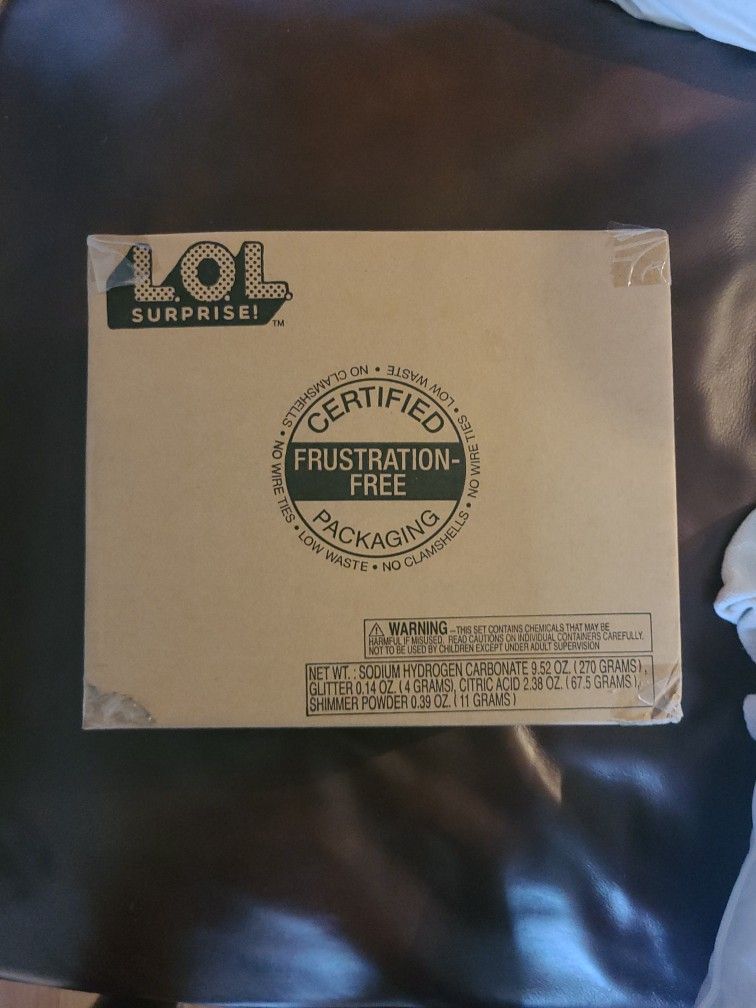 L.O.L.
SURPRISE!
TM
NO CLAMSHELLS • LOW WASTE • NO WIRE TIES •
CERTIFIED
FRUSTRATION-
FREE
PACKAGING
NO WIRE TIES • LOW WASTE • NO CLAMSHELLS •
WARNING –THIS SET CONTAINS CHEMICALS THAT MAY BE
HARMFUL IF MISUSED. READ CAUTIONS ON INDIVIDUAL CONTAINERS CAREFULLY.
NOT TO BE USED BY CHILDREN EXCEPT UNDER ADULT SUPERVISION
NET WT. : SODIUM HYDROGEN CARBONATE 9.52 OZ. ( 270 GRAMS) ,
GLITTER 0.14 OZ. ( 4 GRAMS), CITRIC ACID 2.38 OZ. ( 67.5 GRAMS ),
SHIMMER POWDER 0.39 OZ. ( 11 GRAMS )